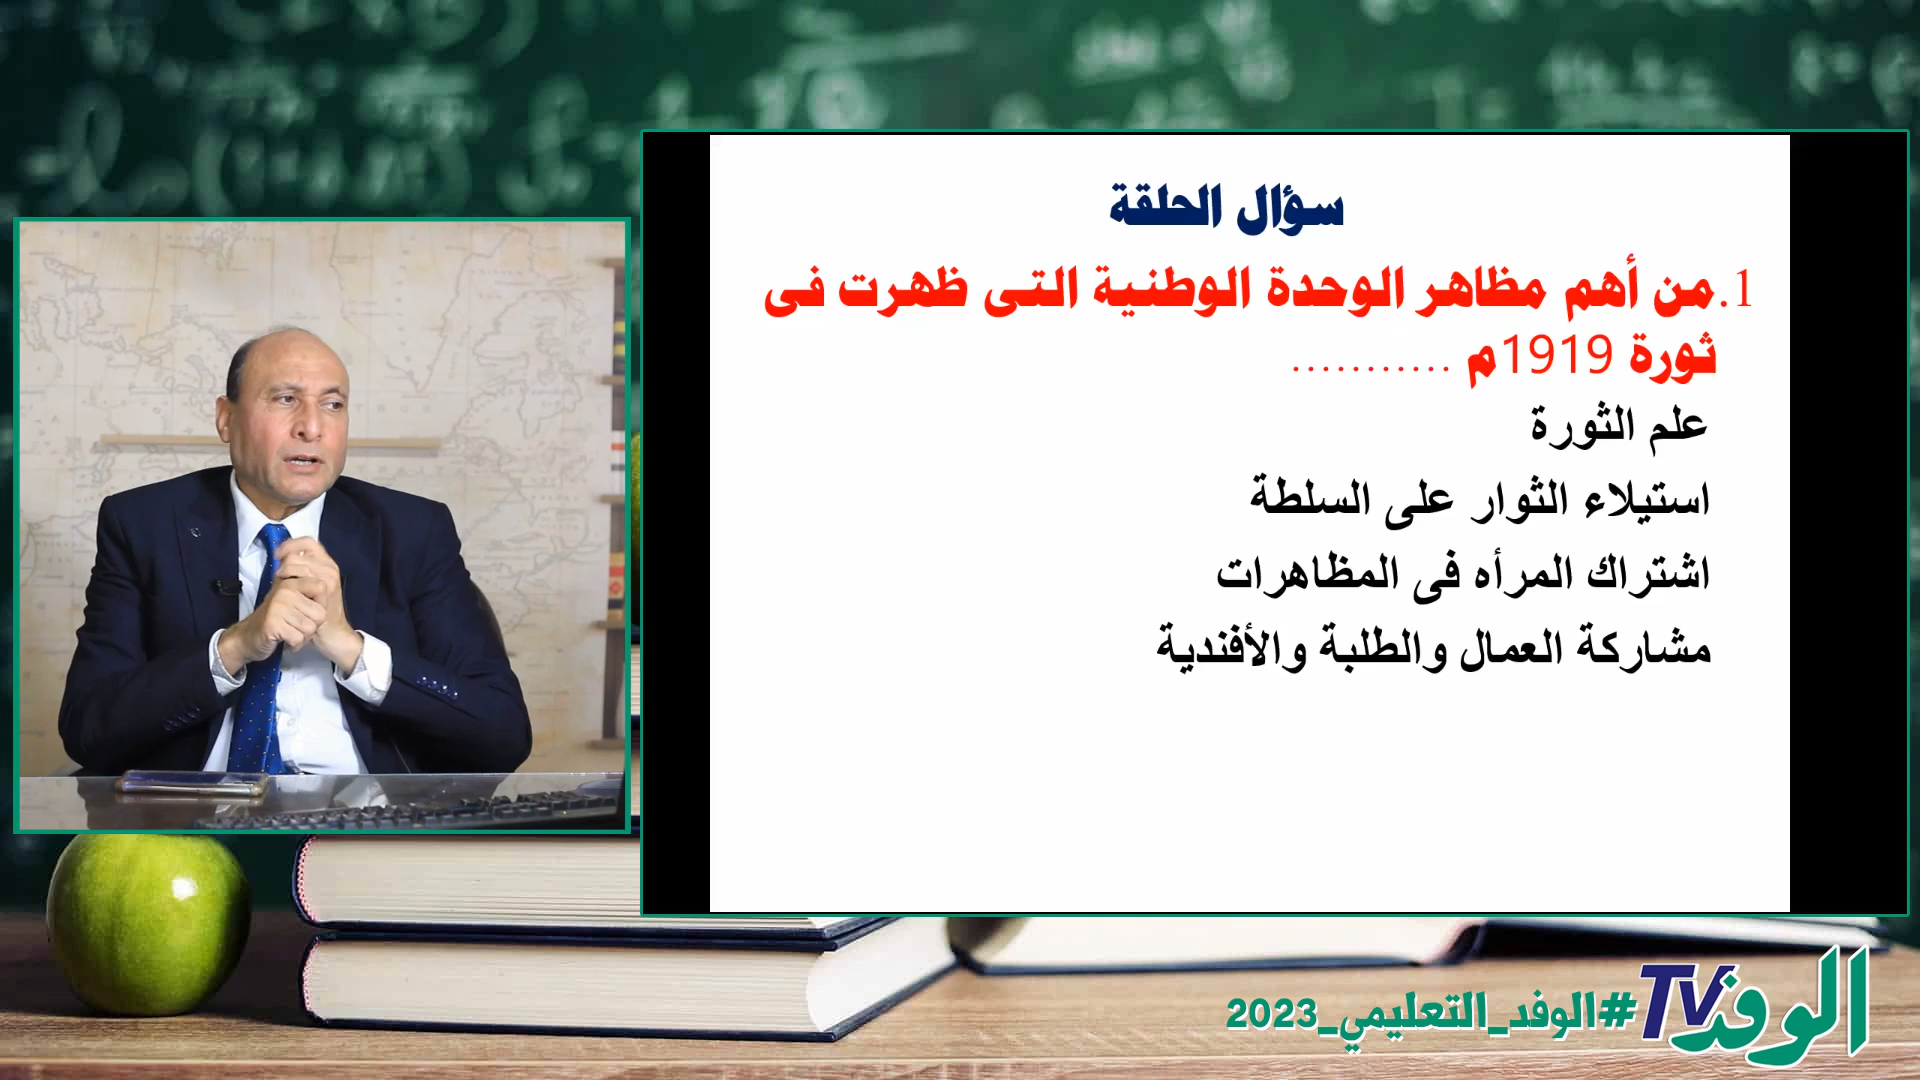 سؤال الحلقة
1.من أهم مظاهر الوحدة الوطنية التى ظهرت فى
ثورة 1919م ...........
علم الثورة
استيلاء الثوار على السلطة
اشتراك المرأه فى المظاهرات
مشاركة العمال والطلبة والأفندية
#الوفد_التعليمي_2023
الوفد TV